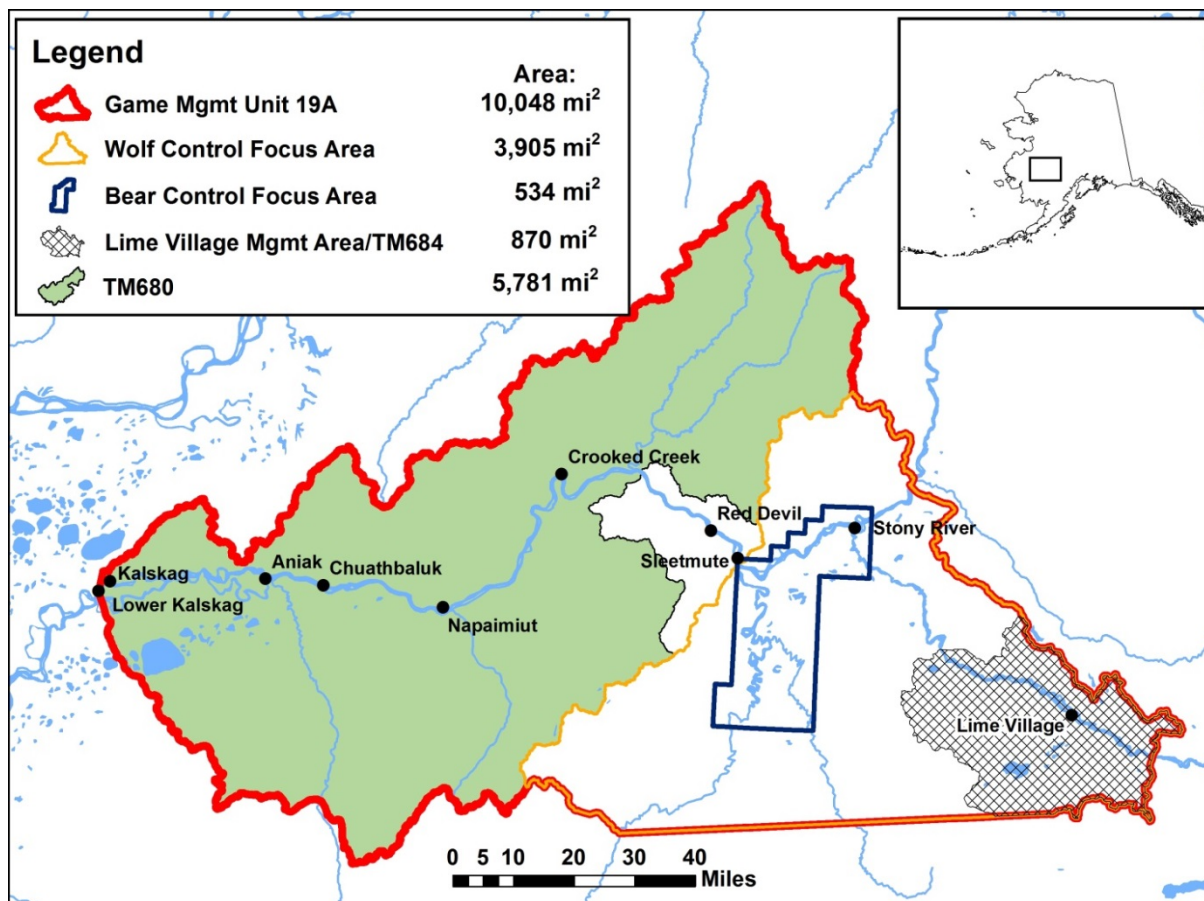 Legend
Area:
Game Mgmt Unit 19A 10,048 mi²
Wolf Control Focus Area 3,905 mi²
Bear Control Focus Area 534 mi²
Lime Village Mgmt Area/TM684 870 mi²
TM680 5,781 mi²
Crooked Creek
Red Devil
Stony River
Sleetmute
Kalskag
Aniak
Chuathbaluk
Lower Kalskag
Napaimiut
Lime Village
0 5 10 20 30 40
Miles